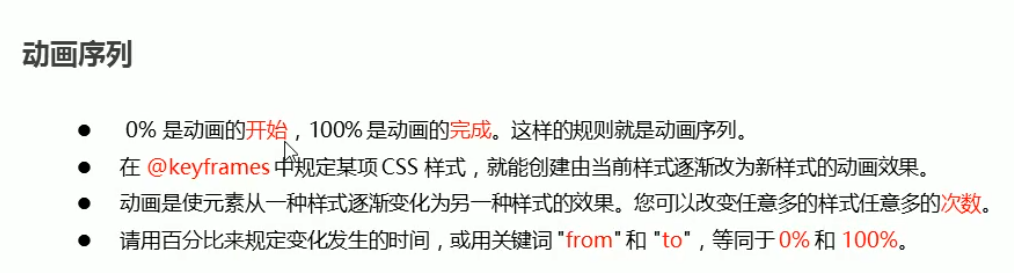 动画序列
● 0% 是动画的开始，100% 是动画的完成。这样的规则就是动画序列。
● 在 @keyframes 中规定某项 CSS 样式，就能创建由当前样式逐渐改为新样式的动画效果。
● 动画是使元素从一种样式逐渐变化为另一种样式的效果。您可以改变任意多的样式任意多的次数。
● 请用百分比来规定变化发生的时间，或用关键词 "from" 和 "to"，等同于 0% 和 100%。